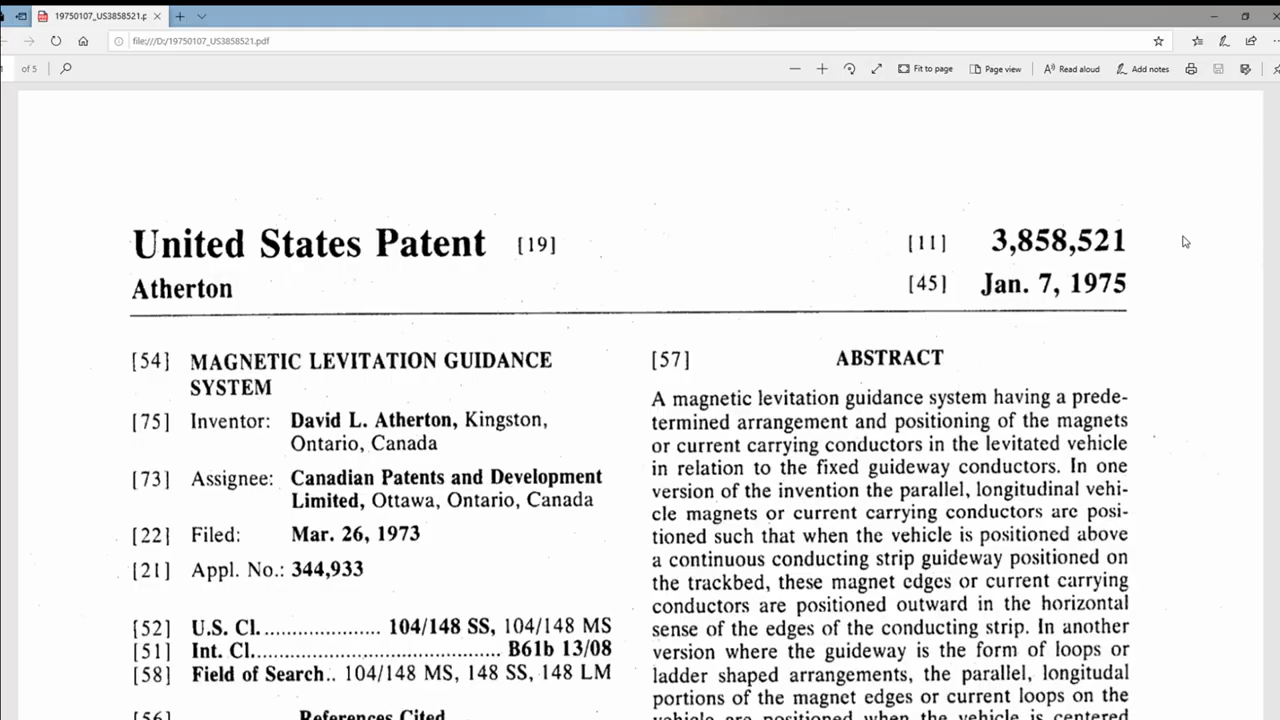 19750107_US3858521.p
file:///D:/19750107_US3858521.pdf
of 5
Fit to page
Page view
Read aloud
Add notes
United States Patent [19]
Atherton
[11] 3,858,521
[45] Jan. 7, 1975
[54] MAGNETIC LEVITATION GUIDANCE
SYSTEM
[75] Inventor: David L. Atherton, Kingston,
Ontario, Canada
[73] Assignee: Canadian Patents and Development
Limited, Ottawa, Ontario, Canada
[22] Filed: Mar. 26, 1973
[21] Appl. No.: 344,933
[52] U.S. Cl. .................... 104/148 SS, 104/148 MS
[51] Int. Cl. ........................................ B61b 13/08
[58] Field of Search .. 104/148 MS, 148 SS, 148 LM
[56] References Cited
[57] ABSTRACT
A magnetic levitation guidance system having a prede-
termined arrangement and positioning of the magnets
or current carrying conductors in the levitated vehicle
in relation to the fixed guideway conductors. In one
version of the invention the parallel, longitudinal vehi-
cle magnets or current carrying conductors are posi-
tioned such that when the vehicle is positioned above
a continuous conducting strip guideway positioned on
the trackbed, these magnet edges or current carrying
conductors are positioned outward in the horizontal
sense of the edges of the conducting strip. In another
version where the guideway is the form of loops or
ladder shaped arrangements, the parallel, longitudal
portions of the magnet edges or current loops on the
vehicle are positioned when the vehicle is centered